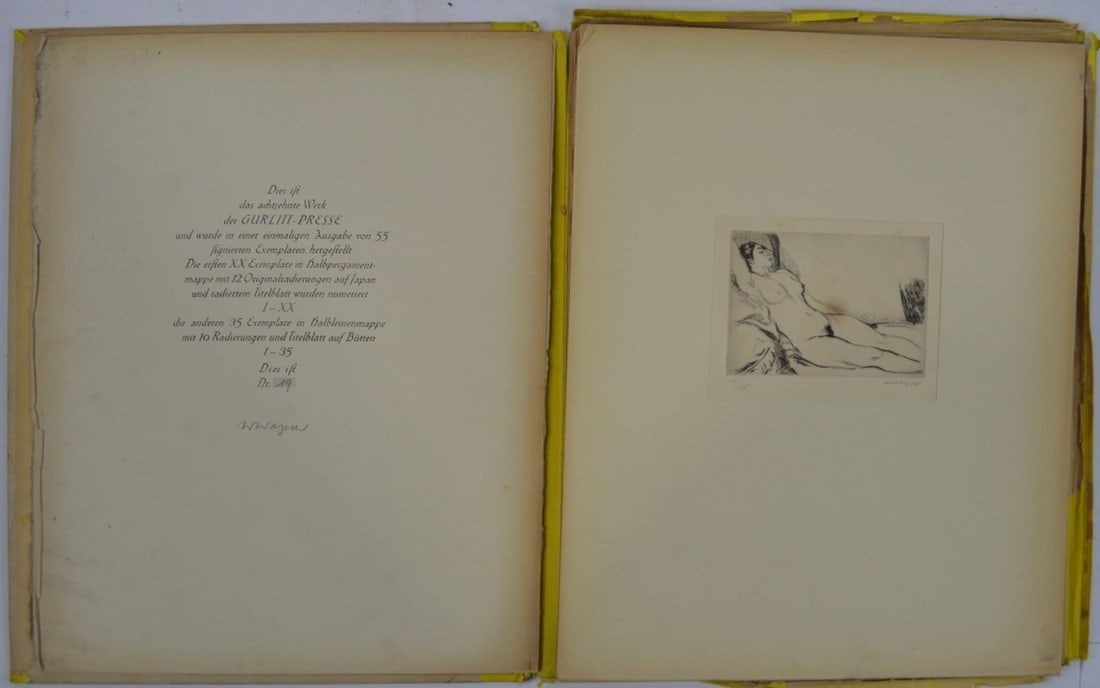 Dies ist
das achtzehnte Werk
der GURLITT-PRESSE
und wurde in einer einmaligen Ausgabe von 55
signierten Exemplaren hergestellt
Die ersten XX Exemplare in Halbpergament-
mappe mit 12 Originalradierungen auf Japan
und radiertem Titelblatt wurden numeriert
I—XX
die anderen 35 Exemplare in Halbleinenmappe
mit 10 Radierungen und Titelblatt auf Bütten
1—35
Dies ist
Nr. 19
WWagner